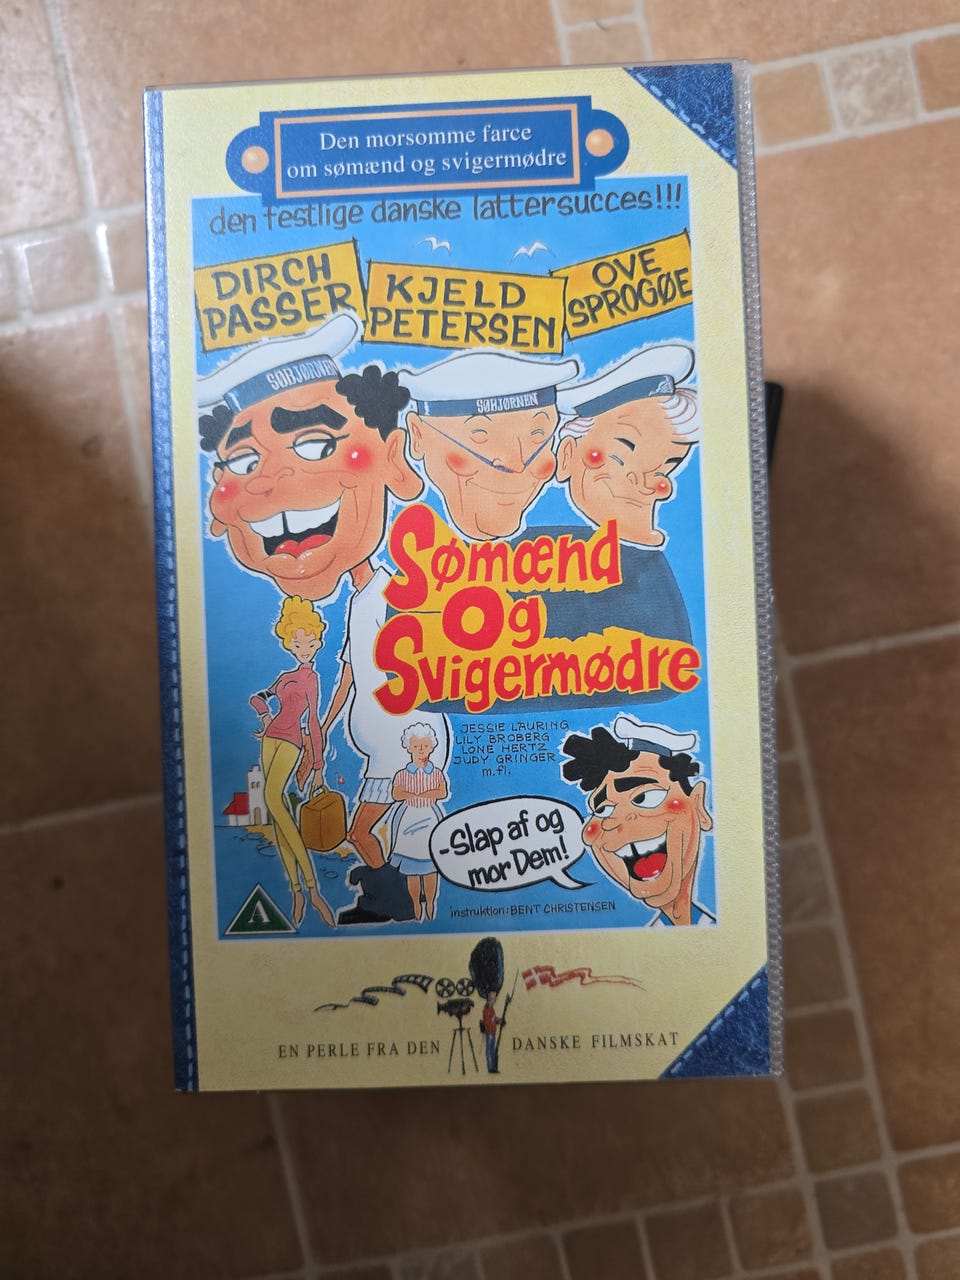 Den morsomme farce
om sømænd og svigermødre
den festlige danske lattersucces!!!
DIRCH
PASSER
KJELD
PETERSEN
OVE
SPROGØE
SØBJØRNEN
SØBJØRNEN
Sømænd
Og
Svigermødre
JESSIE LAURING
LILY BROBERG
LONE HERTZ
JUDY GRINGER
m.fl.
-Slap af og
mor Dem!
instruktion: BENT CHRISTENSEN
A
EN PERLE FRA DEN DANSKE FILMSKAT